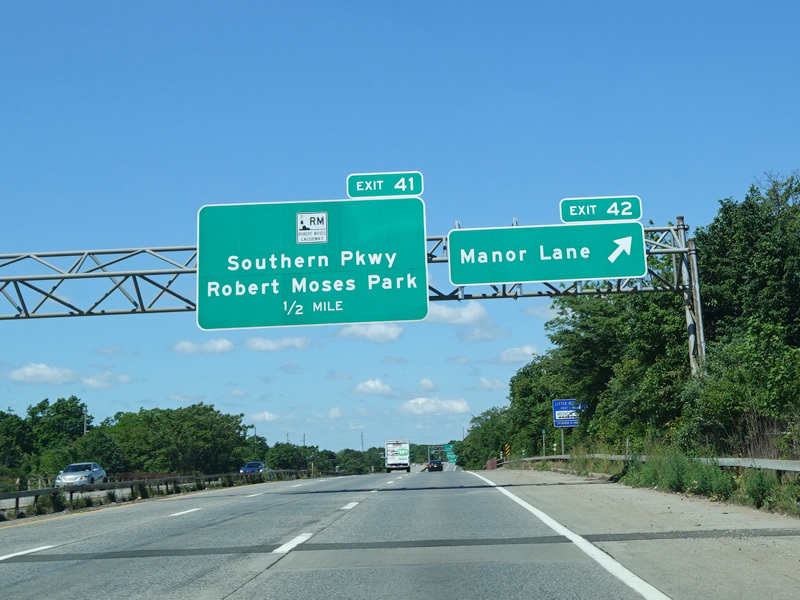 EXIT 41
RM
ROBERT MOSES
CAUSEWAY
Southern Pkwy
Robert Moses Park
1/2 MILE
EXIT 42
Manor Lane